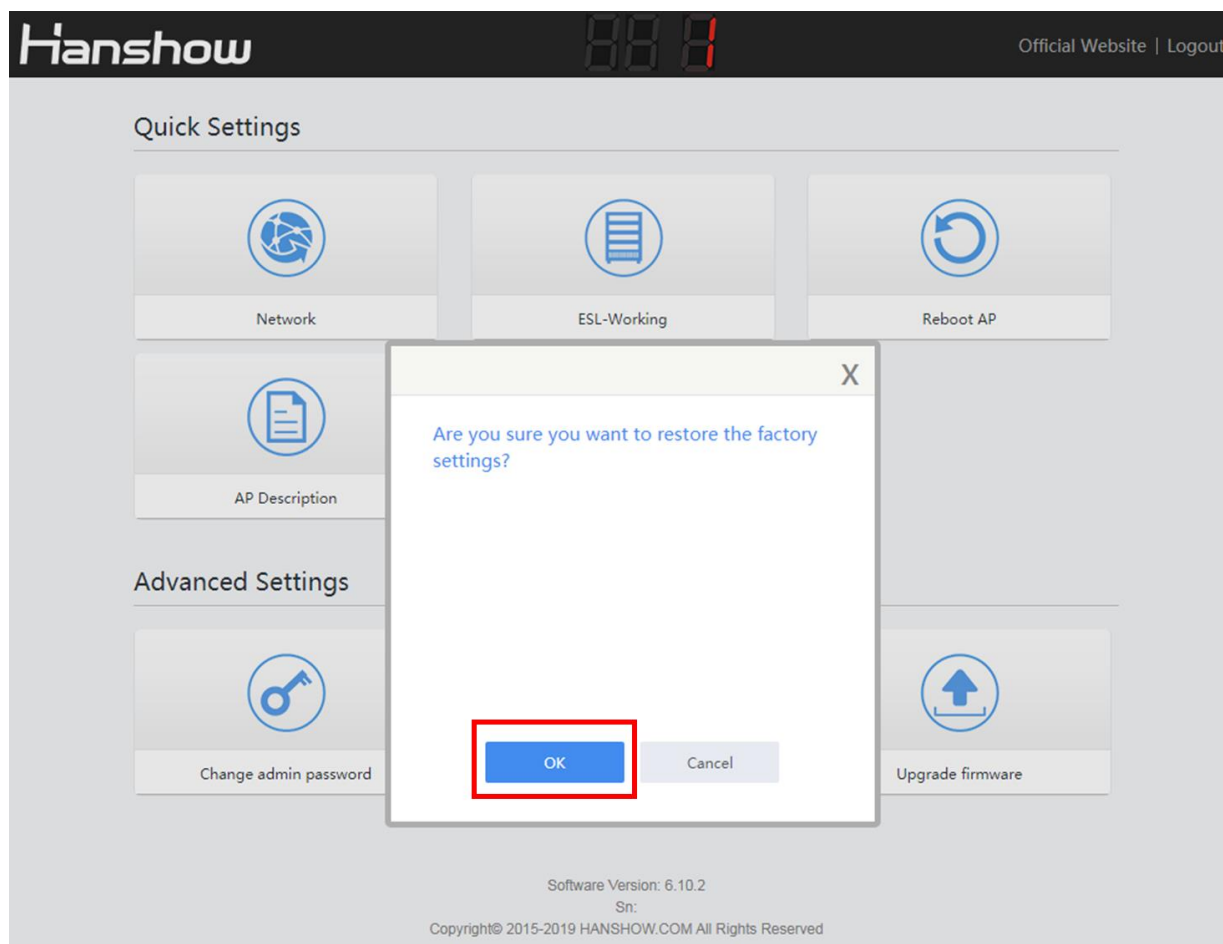 Hanshow
1
Official Website | Logout
Quick Settings
Network
ESL-Working
Reboot AP
X
Are you sure you want to restore the factory
settings?
AP Description
Advanced Settings
OK
Cancel
Change admin password
Upgrade firmware
Software Version: 6.10.2
Sn:
Copyright© 2015-2019 HANSHOW.COM All Rights Reserved